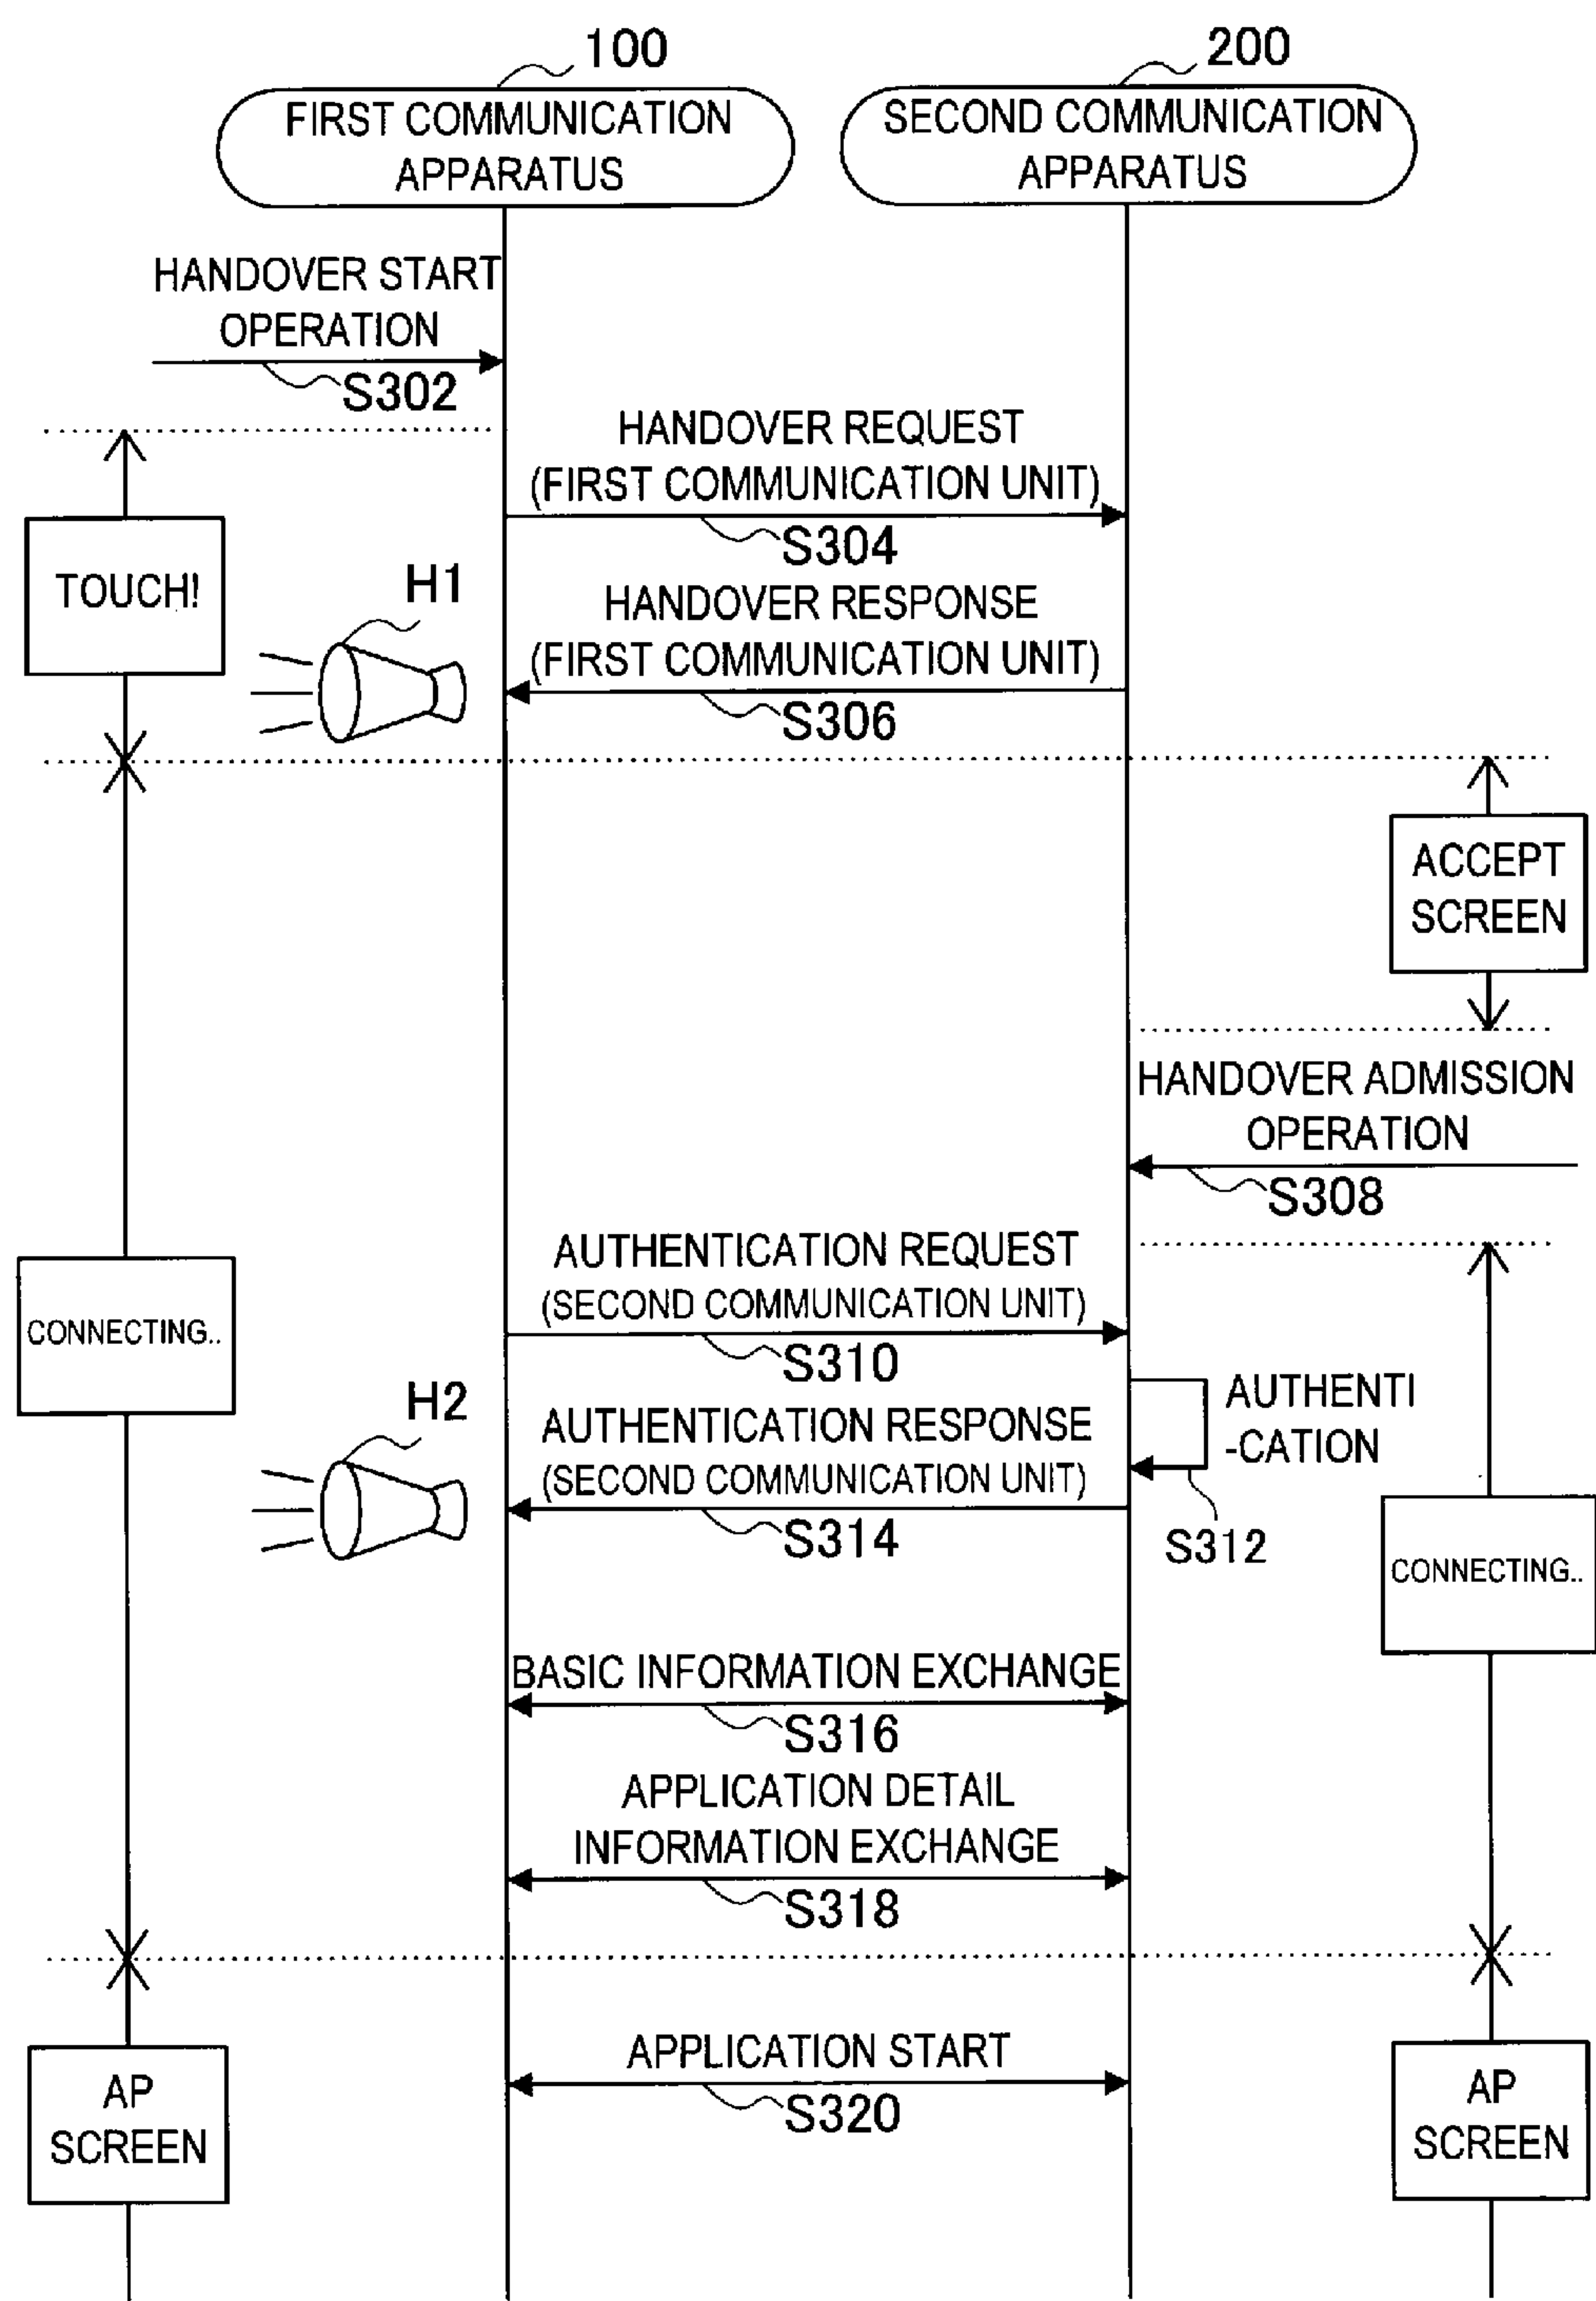 100
200
FIRST COMMUNICATION
APPARATUS
SECOND COMMUNICATION
APPARATUS
HANDOVER START
OPERATION
S302
HANDOVER REQUEST
(FIRST COMMUNICATION UNIT)
S304
TOUCH!
H1
HANDOVER RESPONSE
(FIRST COMMUNICATION UNIT)
S306
ACCEPT
SCREEN
HANDOVER ADMISSION
OPERATION
S308
AUTHENTICATION REQUEST
(SECOND COMMUNICATION UNIT)
S310
CONNECTING..
H2
AUTHENTICATION RESPONSE
(SECOND COMMUNICATION UNIT)
S314
AUTHENTI
-CATION
S312
CONNECTING..
BASIC INFORMATION EXCHANGE
S316
APPLICATION DETAIL
INFORMATION EXCHANGE
S318
APPLICATION START
S320
AP
SCREEN
AP
SCREEN